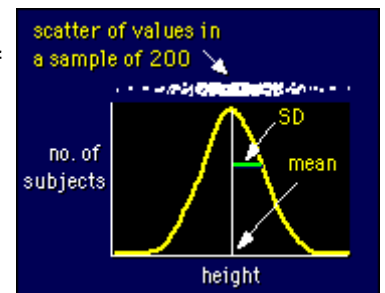 scatter of values in
a sample of 200
SD
no. of
mean
subjects
height